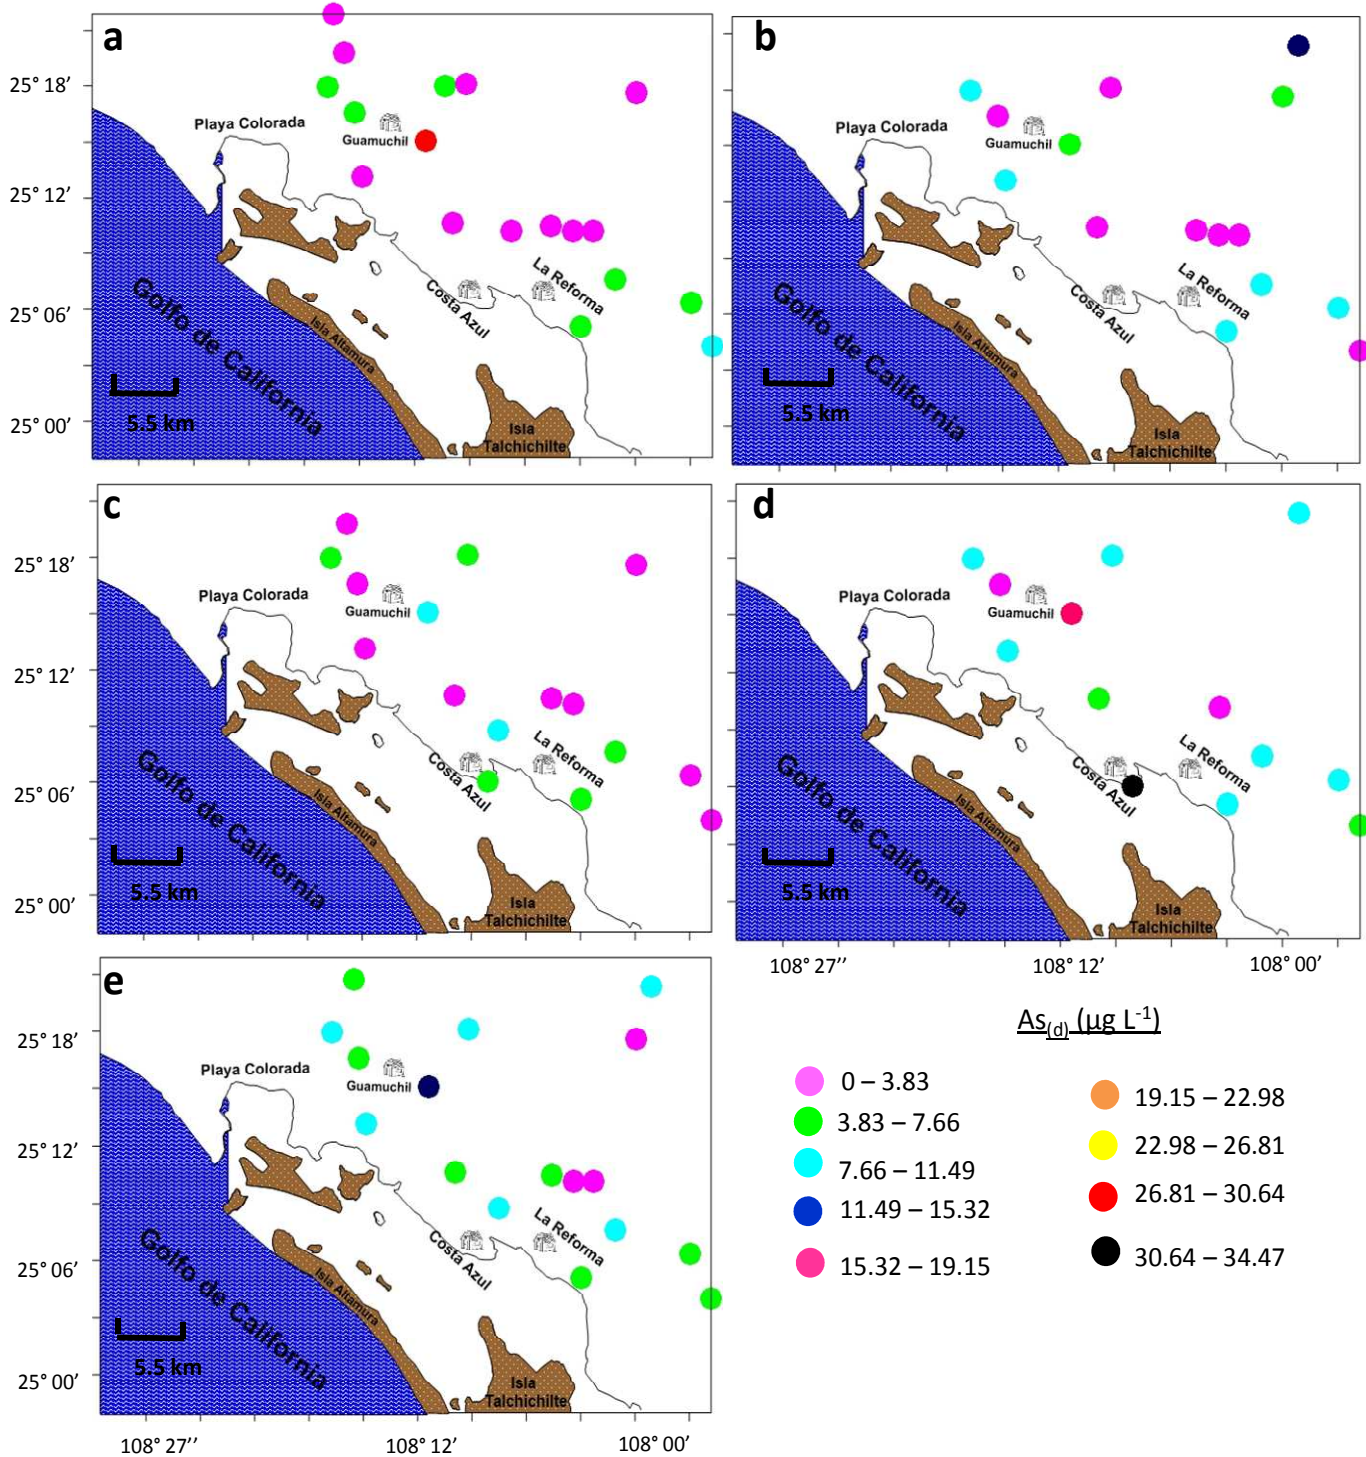 a
25° 18’
Playa Colorada
Guamuchil
25° 12’
La Reforma
Costa Azul
25° 06’
Golfo de California
Isla Altamura
5.5 km
25° 00’
Isla
Talchichilte
b
Playa Colorada
Guamuchil
La Reforma
Costa Azul
Golfo de California
Isla Altamura
5.5 km
Isla
Talchichilte
c
25° 18’
Playa Colorada
Guamuchil
25° 12’
La Reforma
Costa Azul
25° 06’
Golfo de California
Isla Altamura
5.5 km
25° 00’
Isla
Talchichilte
d
Playa Colorada
Guamuchil
La Reforma
Costa Azul
Golfo de California
Isla Altamura
5.5 km
Isla
Talchichilte
108° 27’’ 108° 12’ 108° 00’
e
25° 18’
Playa Colorada
Guamuchil
25° 12’
La Reforma
Costa Azul
25° 06’
Golfo de California
Isla Altamura
5.5 km
25° 00’
Isla
Talchichilte
108° 27’’ 108° 12’ 108° 00’
As(d) (µg L-1)
0 – 3.83
3.83 – 7.66
7.66 – 11.49
11.49 – 15.32
15.32 – 19.15
19.15 – 22.98
22.98 – 26.81
26.81 – 30.64
30.64 – 34.47